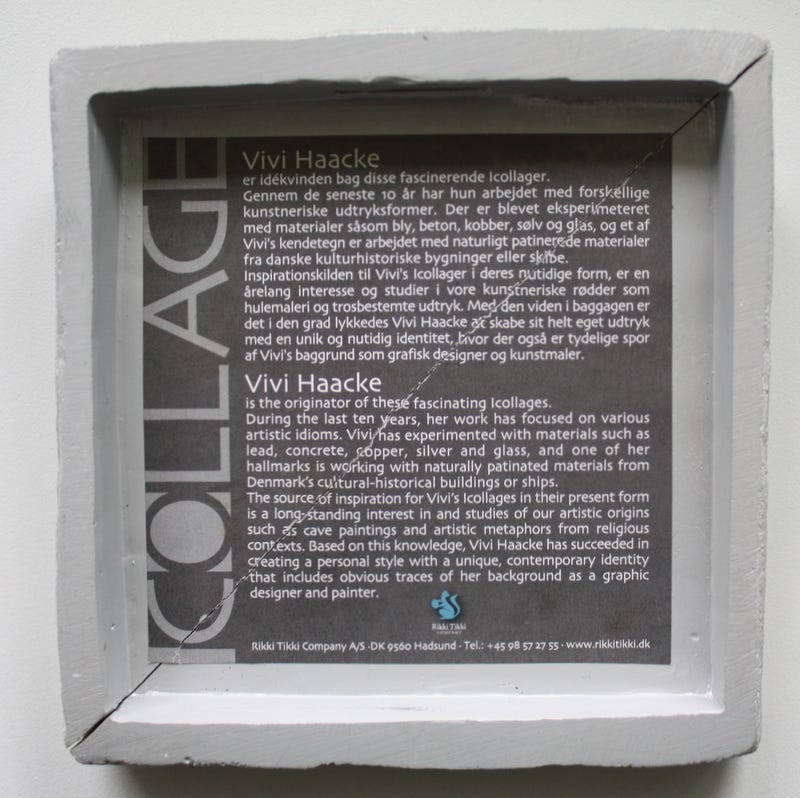 ICOLLAGE
Vivi Haacke
er idékvinden bag disse fascinerende Icollager.
Gennem de seneste 10 år har hun arbejdet med forskellige
kunstneriske udtryksformer. Der er blevet eksperimeteret
med materialer såsom bly, beton, kobber, sølv og glas, og et af
Vivi's kendetegn er arbejdet med naturligt patinerede materialer
fra danske kulturhistoriske bygninger eller skibe.
Inspirationskilden til Vivi's Icollager i deres nutidige form, er en
årelang interesse og studier i vore kunstneriske rødder som
hulemaleri og trosbestemte udtryk. Med den viden i baggagen er
det i den grad lykkedes Vivi Haacke at skabe sit helt eget udtryk
med en unik og nutidig identitet, hvor der også er tydelige spor
af Vivi's baggrund som grafisk designer og kunstmaler.
Vivi Haacke
is the originator of these fascinating Icollages.
During the last ten years, her work has focused on various
artistic idioms. Vivi has experimented with materials such as
lead, concrete, copper, silver and glass, and one of her
hallmarks is working with naturally patinated materials from
Denmark's cultural-historical buildings or ships.
The source of inspiration for Vivi's Icollages in their present form
is a long-standing interest in and studies of our artistic origins
such as cave paintings and artistic metaphors from religious
contexts. Based on this knowledge, Vivi Haacke has succeeded in
creating a personal style with a unique, contemporary identity
that includes obvious traces of her background as a graphic
designer and painter.
Rikki Tikki
COMPANY
Rikki Tikki Company A/S ·DK 9560 Hadsund · Tel.: +45 98 57 27 55 · www.rikkitikki.dk